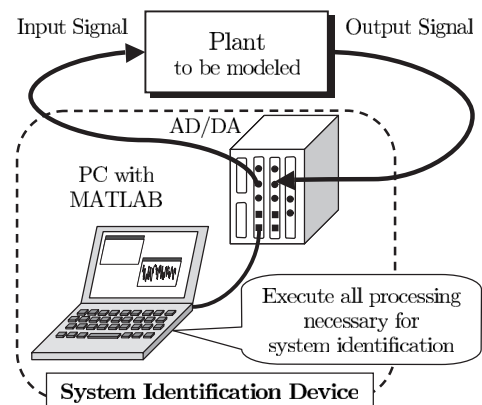 Input Signal
Output Signal
Plant
to be modeled
AD/DA
PC with
MATLAB
Execute all processing
necessary for
system identification
System Identification Device